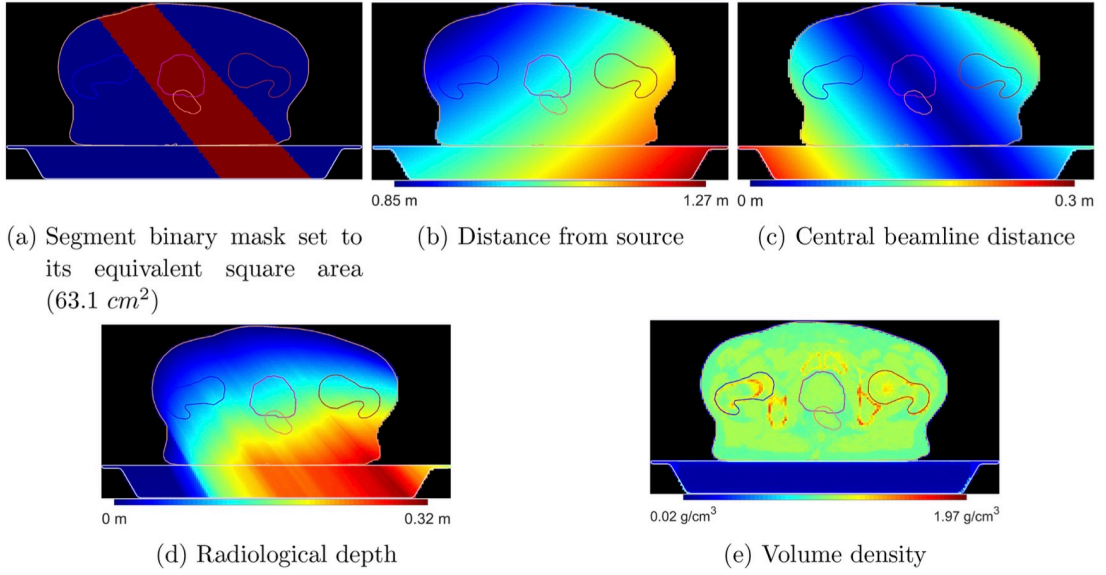 0.85 m 1.27 m 0 m 0.3 m
(a) Segment binary mask set to
its equivalent square area
(63.1 cm²)
(b) Distance from source
(c) Central beamline distance
0 m 0.32 m
(d) Radiological depth
0.02 g/cm³ 1.97 g/cm³
(e) Volume density